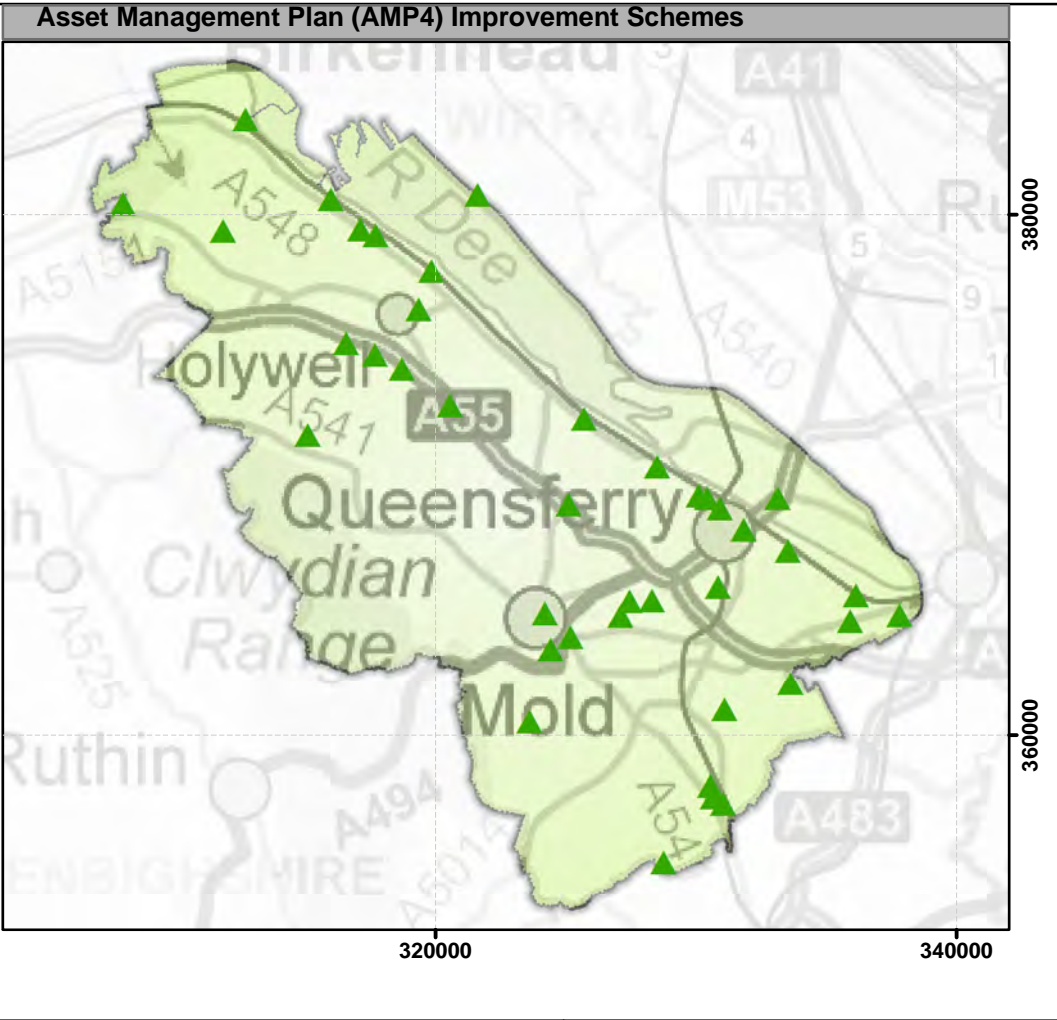 Asset Management Plan (AMP4) Improvement Schemes
Birkenhead
A41
WIRRAL
4
M53
R Dee
A548
380000
5
A5151
9
A540
Holywell
A541
A55
Queensferry
Clwydian
Range
A525
Mold
360000
Ruthin
A494
A54
A483
DENBIGHSHIRE
A5014
320000
340000